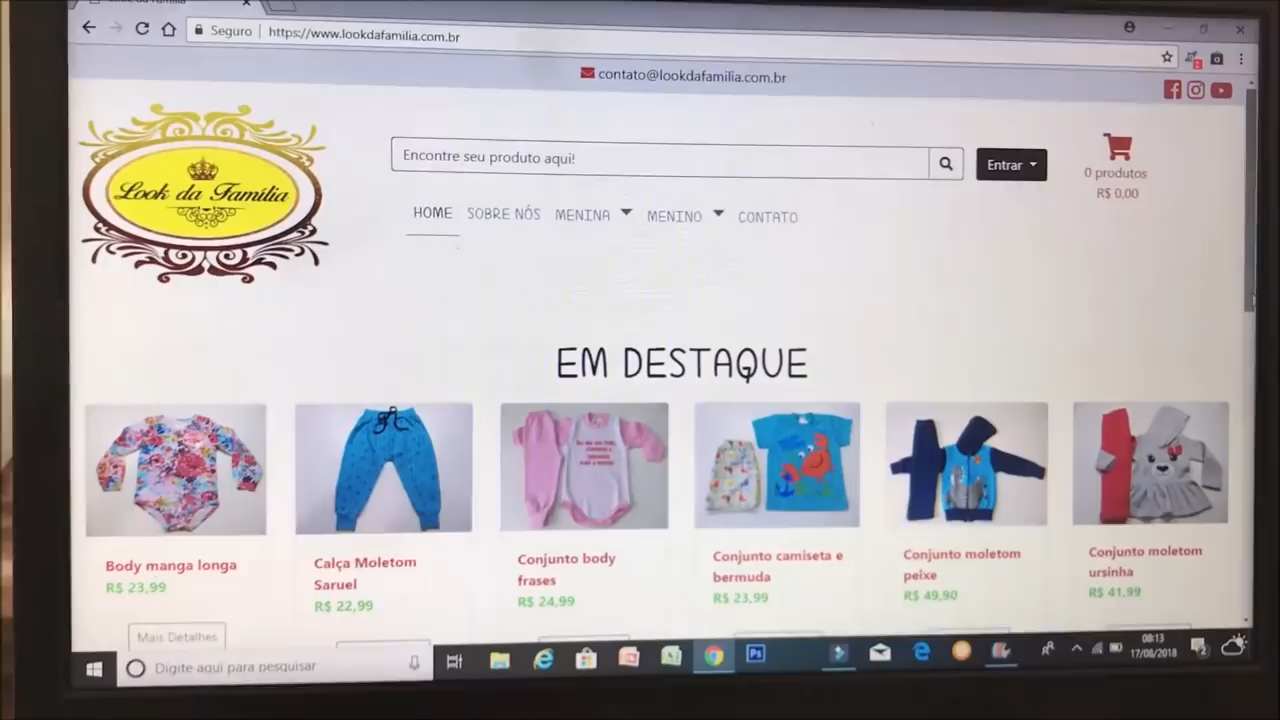 Seguro
https://www.lookdafamilia.com.br
contato@lookdafamilia.com.br
Look da Família
Encontre seu produto aqui!
Entrar
0 produtos
R$ 0,00
HOME SOBRE NÓS MENINA MENINO CONTATO
EM DESTAQUE
Body manga longa
R$ 23,99
Mais Detalhes
Calça Moletom
Saruel
R$ 22,99
Conjunto body
frases
R$ 24,99
Conjunto camiseta e
bermuda
R$ 23,99
Conjunto moletom
peixe
R$ 49,90
Conjunto moletom
ursinha
R$ 41,99
Digite aqui para pesquisar
Ps
08:13
17/08/2018